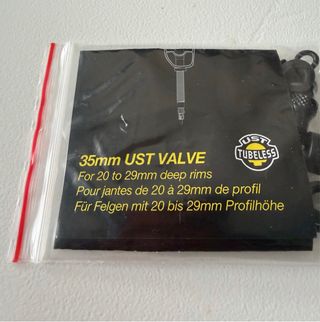 35mm UST VALVE
For 20 to 29mm deep rims
Pour jantes de 20 à 29mm de profil
Für Felgen mit 20 bis 29mm Profilhöhe
UST
TUBELESS